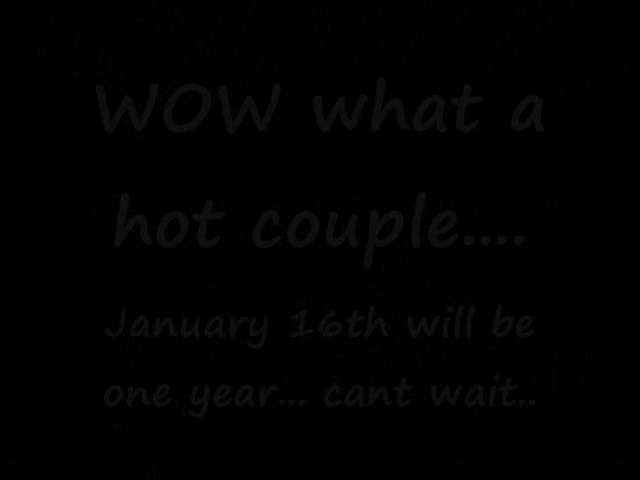 WOW what a
hot couple....
January 16th will be
one year... cant wait..